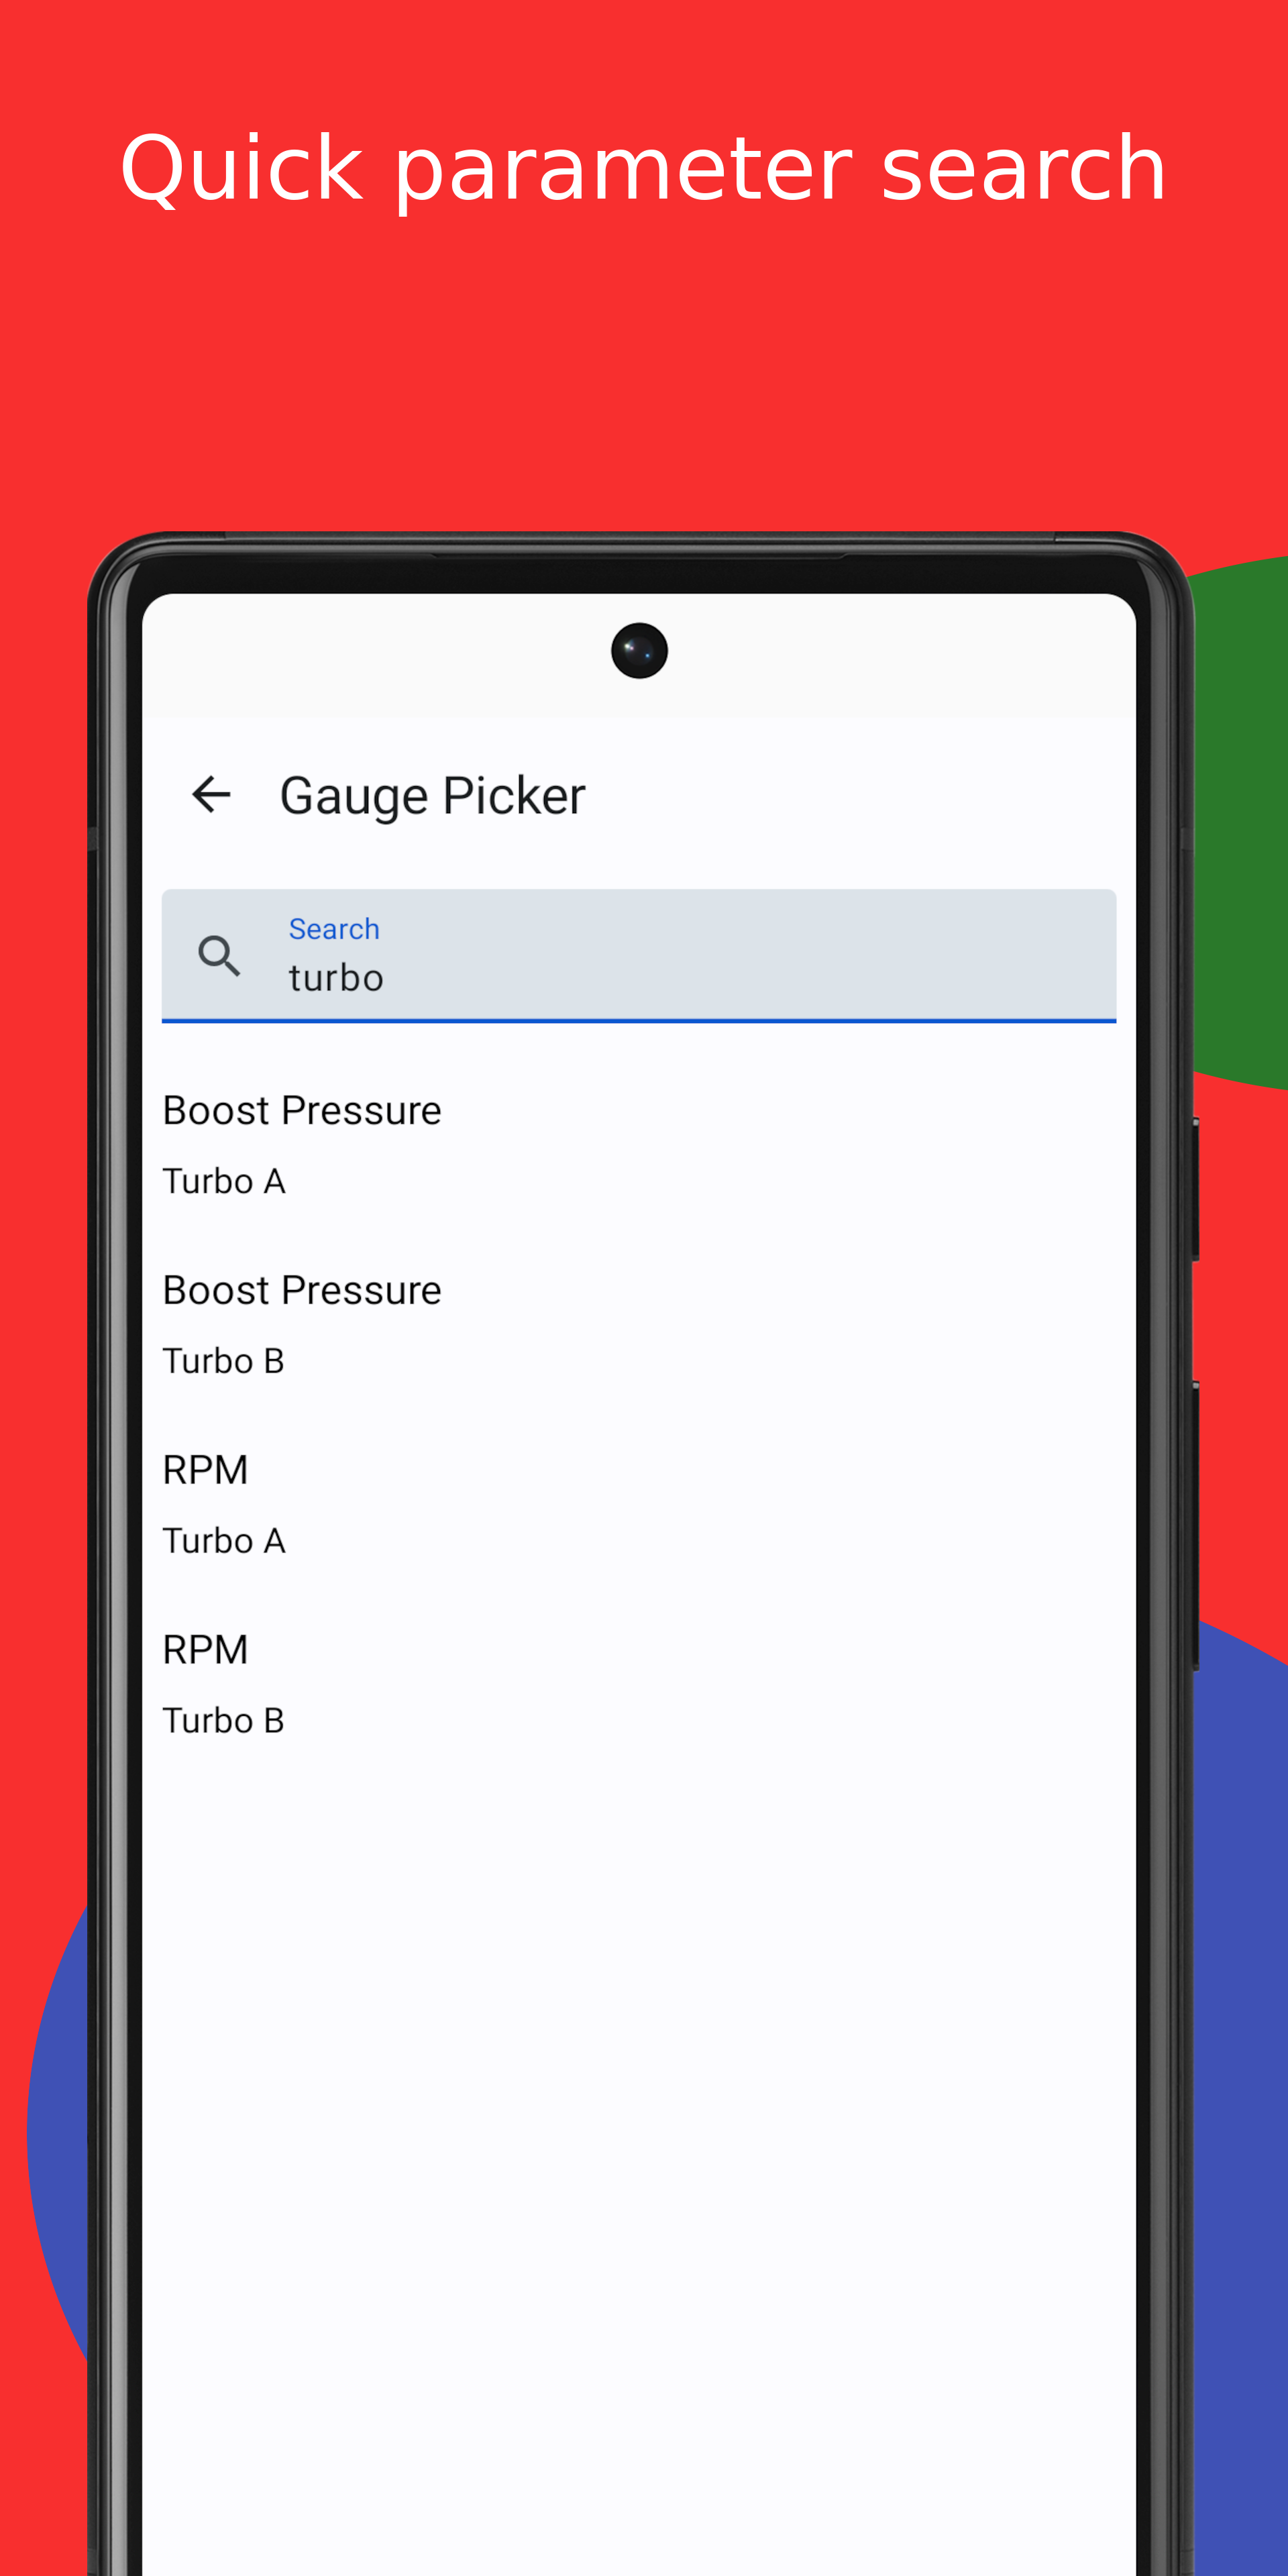 Quick parameter search
Gauge Picker
Search
turbo
Boost Pressure
Turbo A
Boost Pressure
Turbo B
RPM
Turbo A
RPM
Turbo B